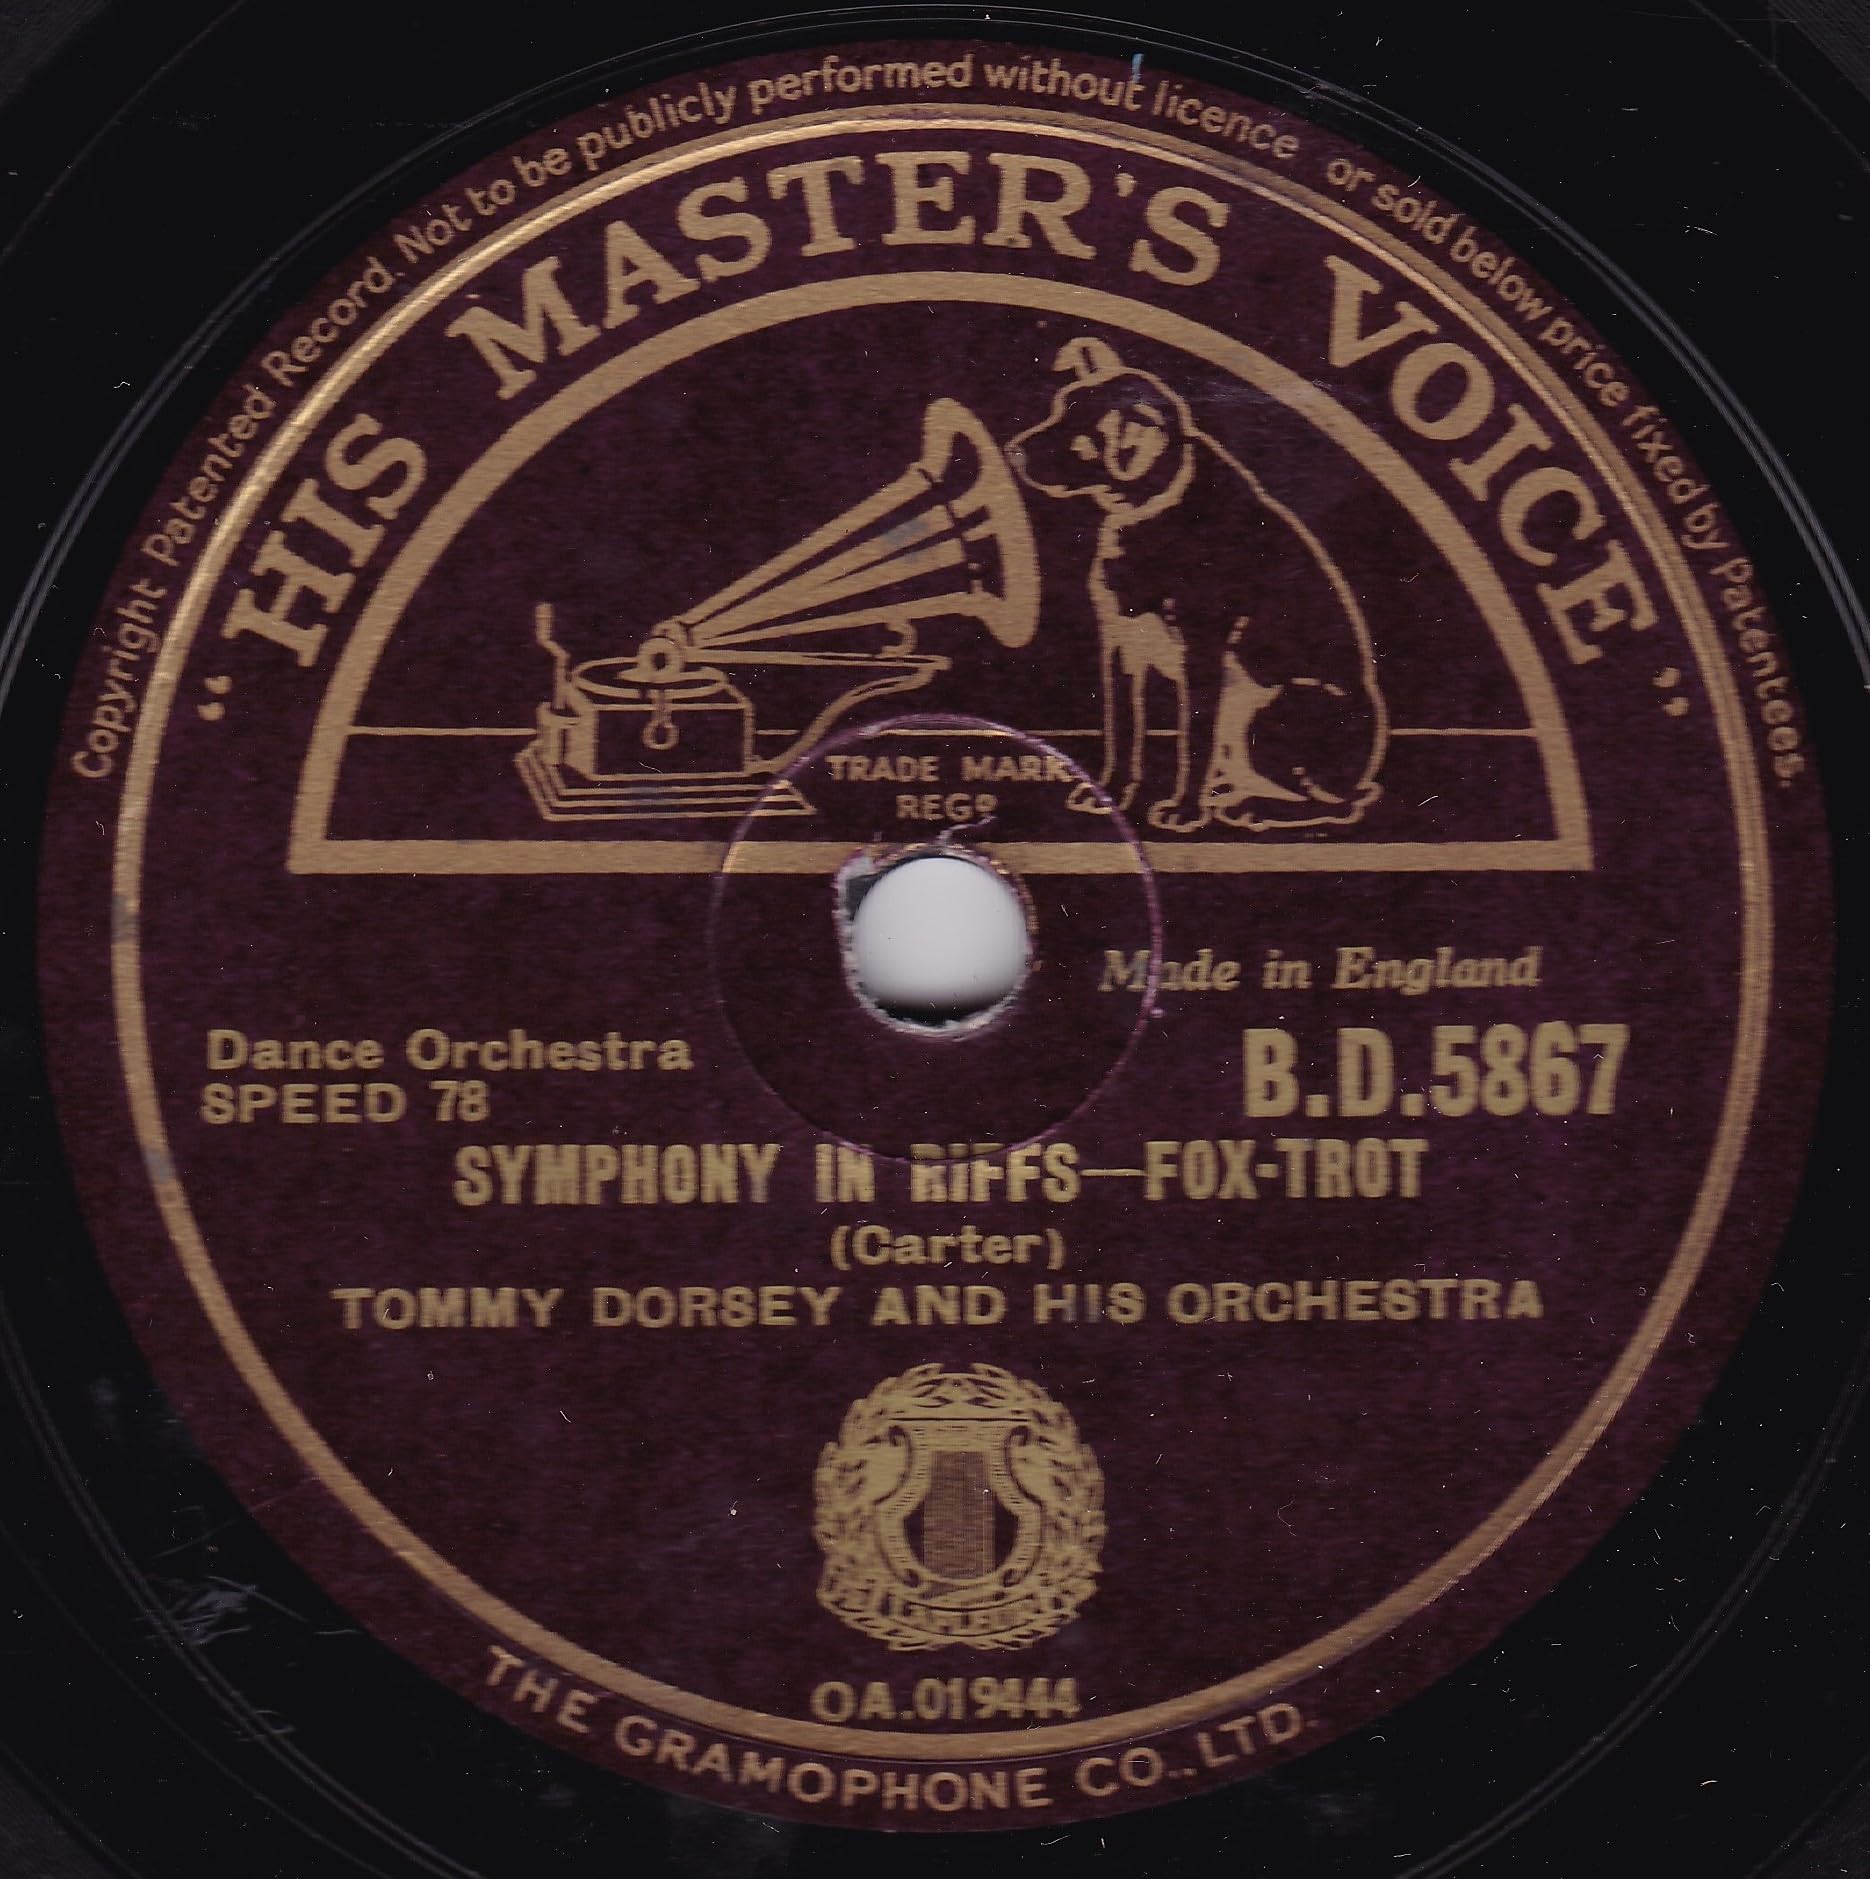 Copyright Patented Record. Not to be publicly performed without licence or sold below price fixed by Patentees.
"HIS MASTER'S VOICE"
TRADE MARK
REGD
Made in England
Dance Orchestra
B.D.5867
SPEED 78
SYMPHONY IN RIFFS—FOX-TROT
(Carter)
TOMMY DORSEY AND HIS ORCHESTRA
OA.019444
THE GRAMOPHONE CO., LTD.